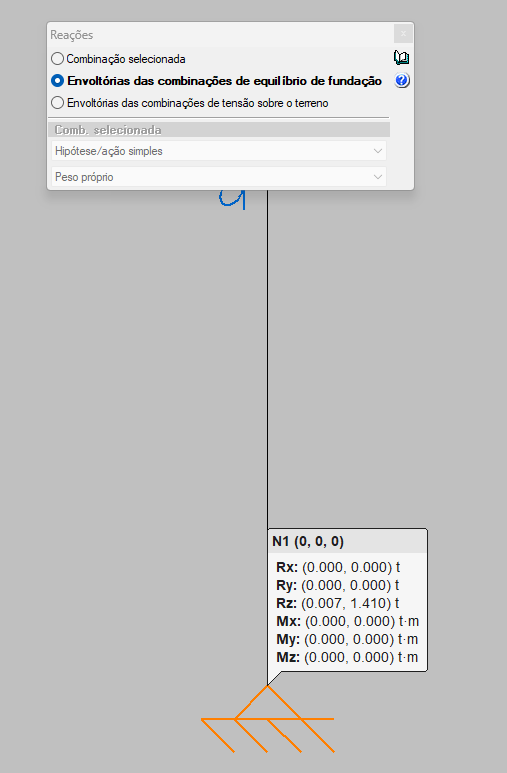 Reações
x
Combinação selecionada
Envoltórias das combinações de equilíbrio de fundação
?
Envoltórias das combinações de tensão sobre o terreno
Comb. selecionada
Hipótese/ação simples
Peso próprio
N1 (0, 0, 0)
Rx: (0.000, 0.000) t
Ry: (0.000, 0.000) t
Rz: (0.007, 1.410) t
Mx: (0.000, 0.000) t·m
My: (0.000, 0.000) t·m
Mz: (0.000, 0.000) t·m